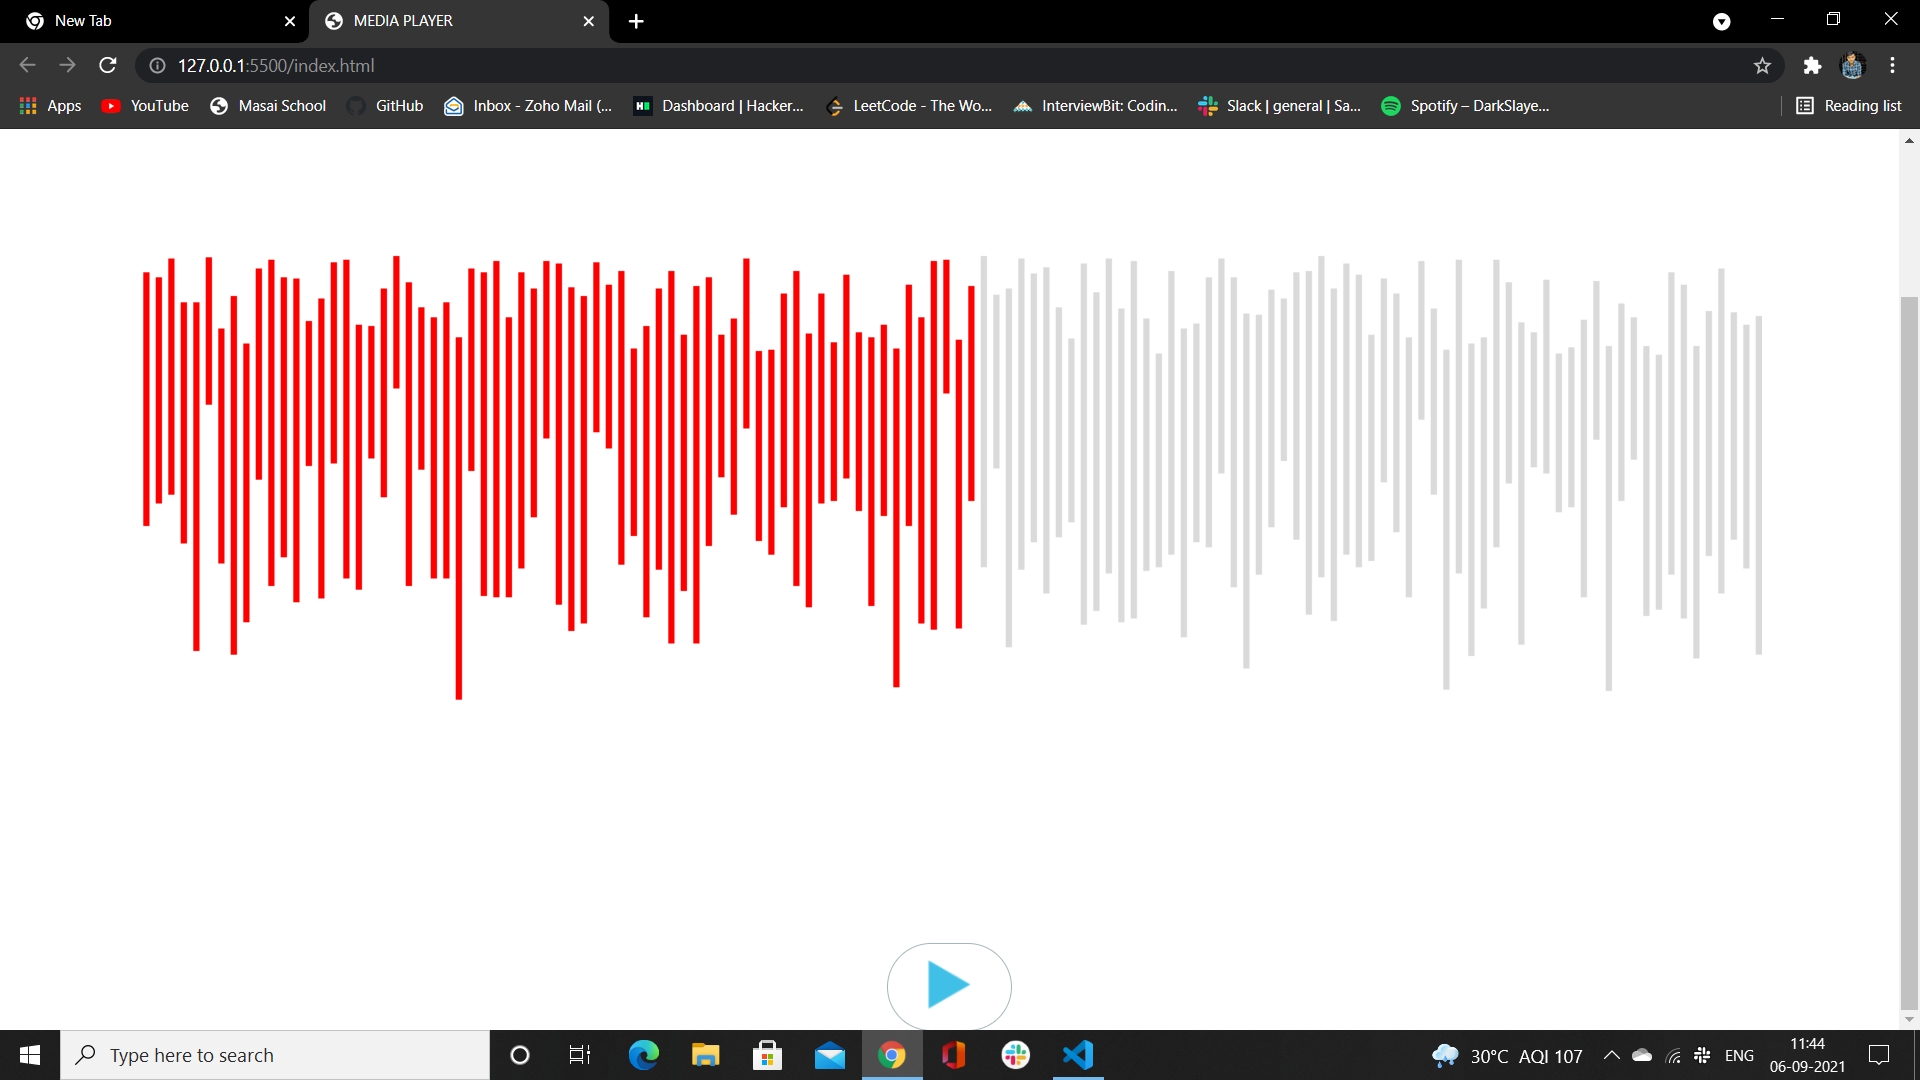 New Tab
MEDIA PLAYER
127.0.0.1:5500/index.html
Apps
YouTube
Masai School
GitHub
Inbox - Zoho Mail (...
Dashboard | Hacker...
LeetCode - The Wo...
InterviewBit: Codin...
Slack | general | Sa...
Spotify – DarkSlaye...
Reading list
Type here to search
30°C AQI 107
ENG
11:44
06-09-2021